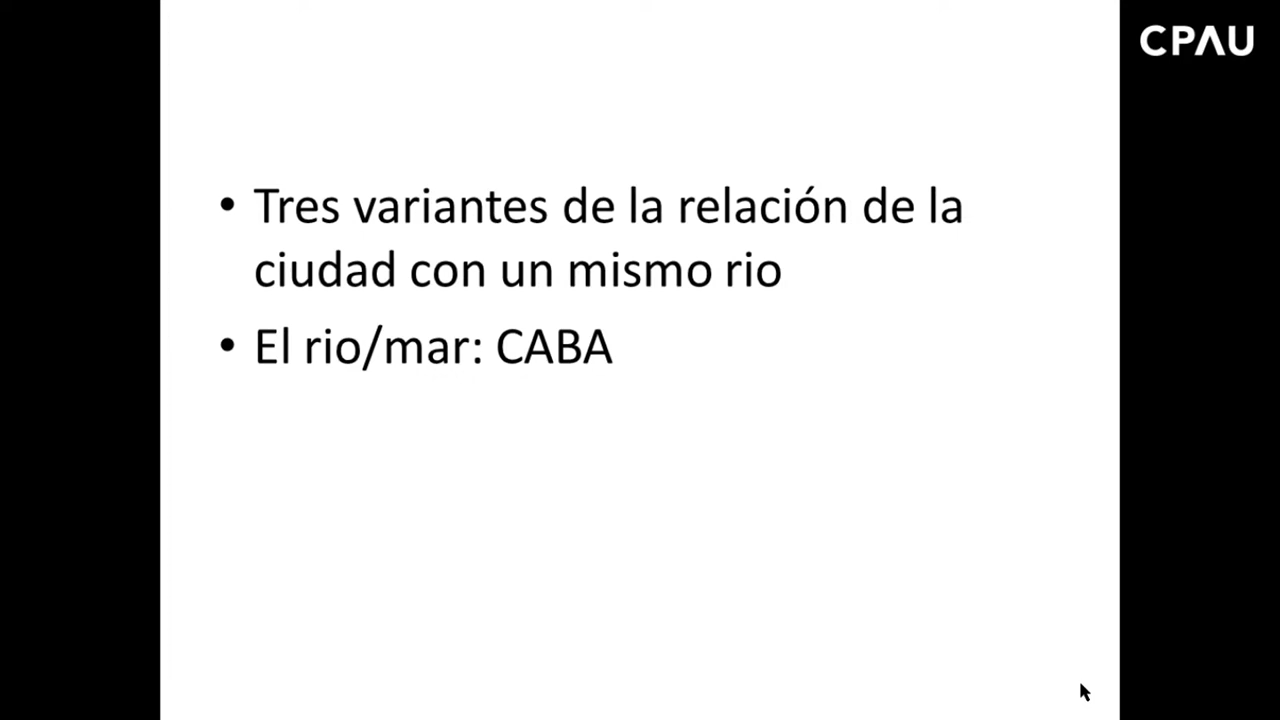 CPAU
• Tres variantes de la relación de la
ciudad con un mismo rio
• El rio/mar: CABA